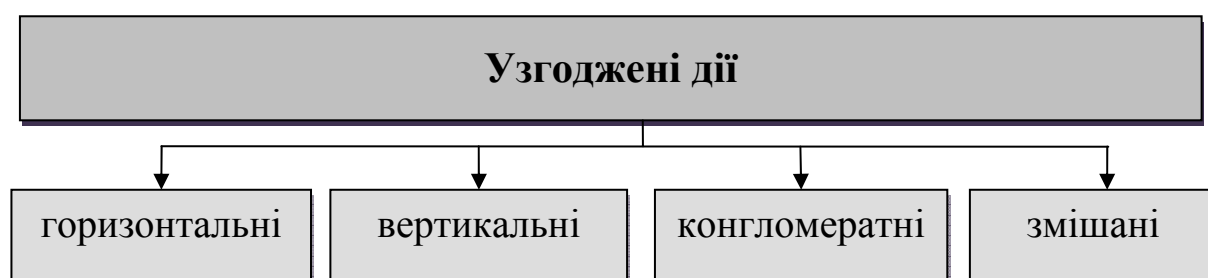 Узгоджені дії
горизонтальні
вертикальні
конгломератні
змішані